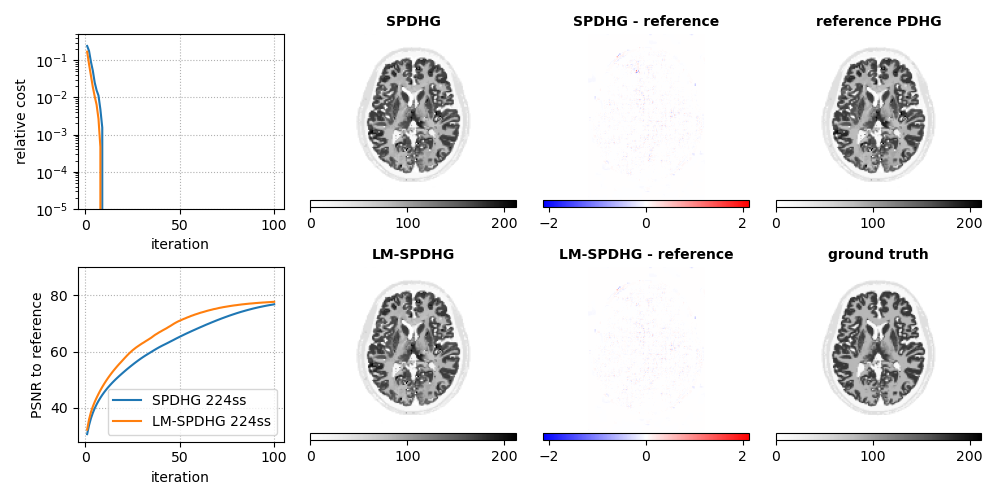 SPDHG
SPDHG - reference
reference PDHG
relative cost
10⁻¹
10⁻²
10⁻³
10⁻⁴
10⁻⁵
0 50 100
iteration
0 100 200
−2 0 2
0 100 200
LM-SPDHG
LM-SPDHG - reference
ground truth
PSNR to reference
80
60
40
SPDHG 224ss
LM-SPDHG 224ss
0 50 100
iteration
0 100 200
−2 0 2
0 100 200